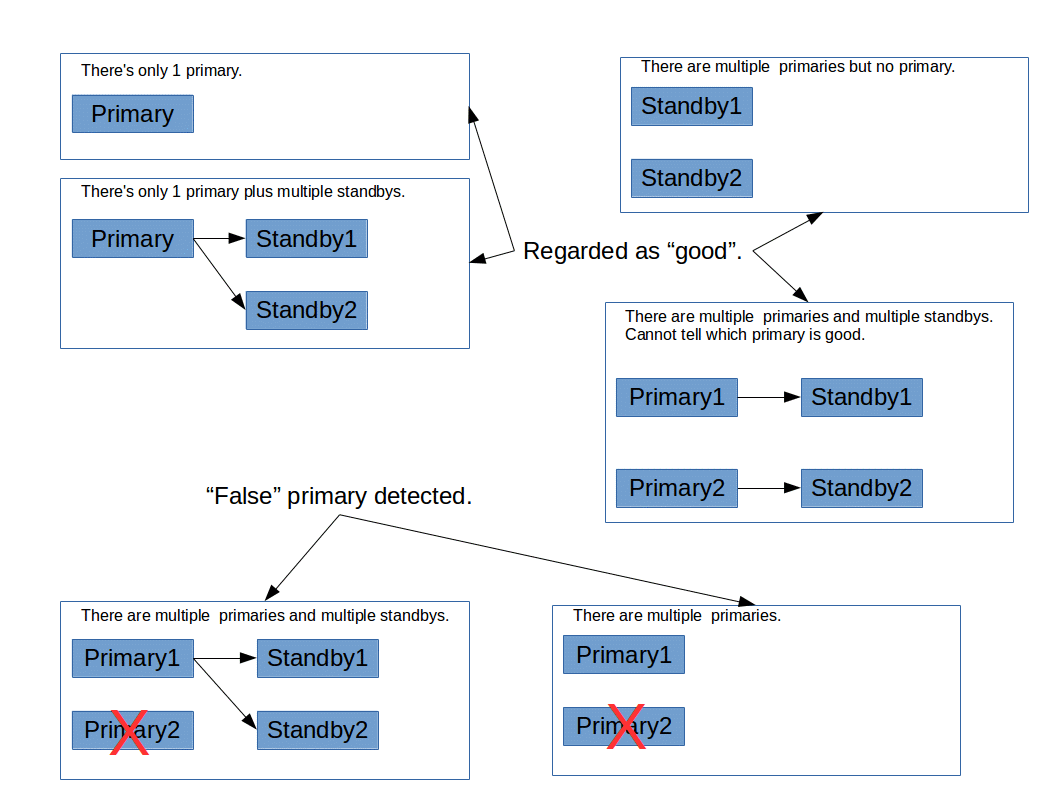 There's only 1 primary.
Primary
There's only 1 primary plus multiple standbys.
Primary
Standby1
Standby2
There are multiple  primaries but no primary.
Standby1
Standby2
Regarded as “good”.
There are multiple  primaries and multiple standbys.
Cannot tell which primary is good.
Primary1
Standby1
Primary2
Standby2
“False” primary detected.
There are multiple  primaries and multiple standbys.
Primary1
Standby1
Primary2
Standby2
There are multiple  primaries.
Primary1
Primary2